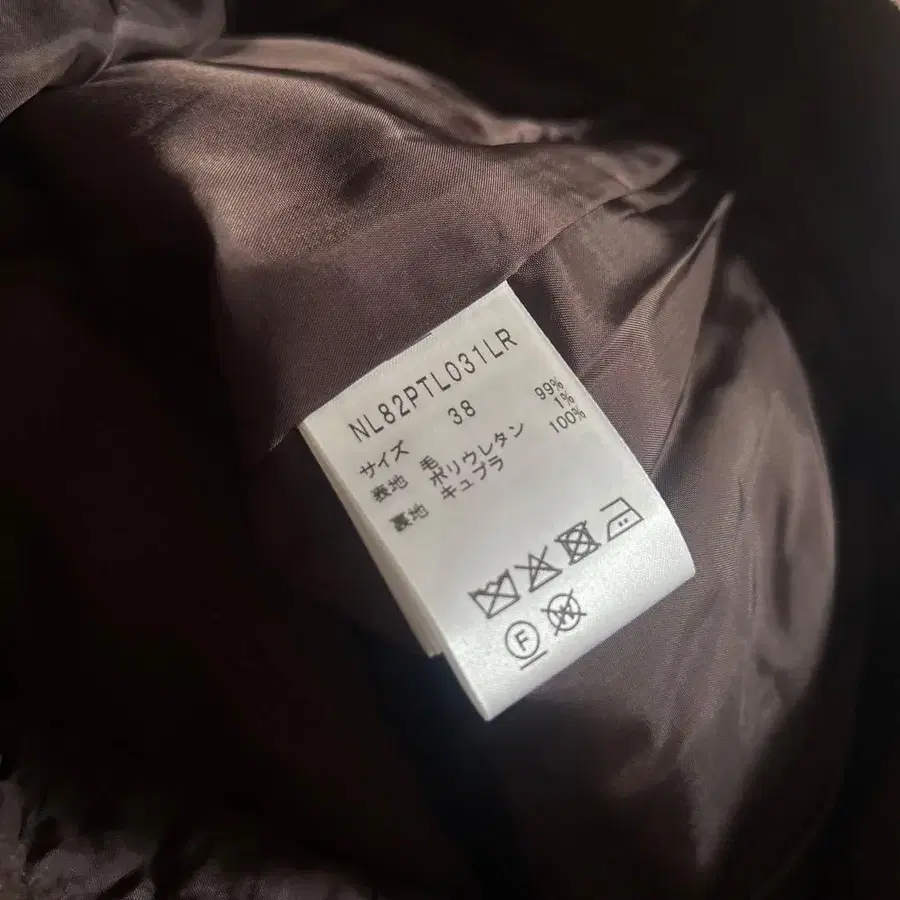 NL82PTL031LR
サイズ 38
表地 毛 99%
ポリウレタン 1%
裏地 キュプラ 100%
F W